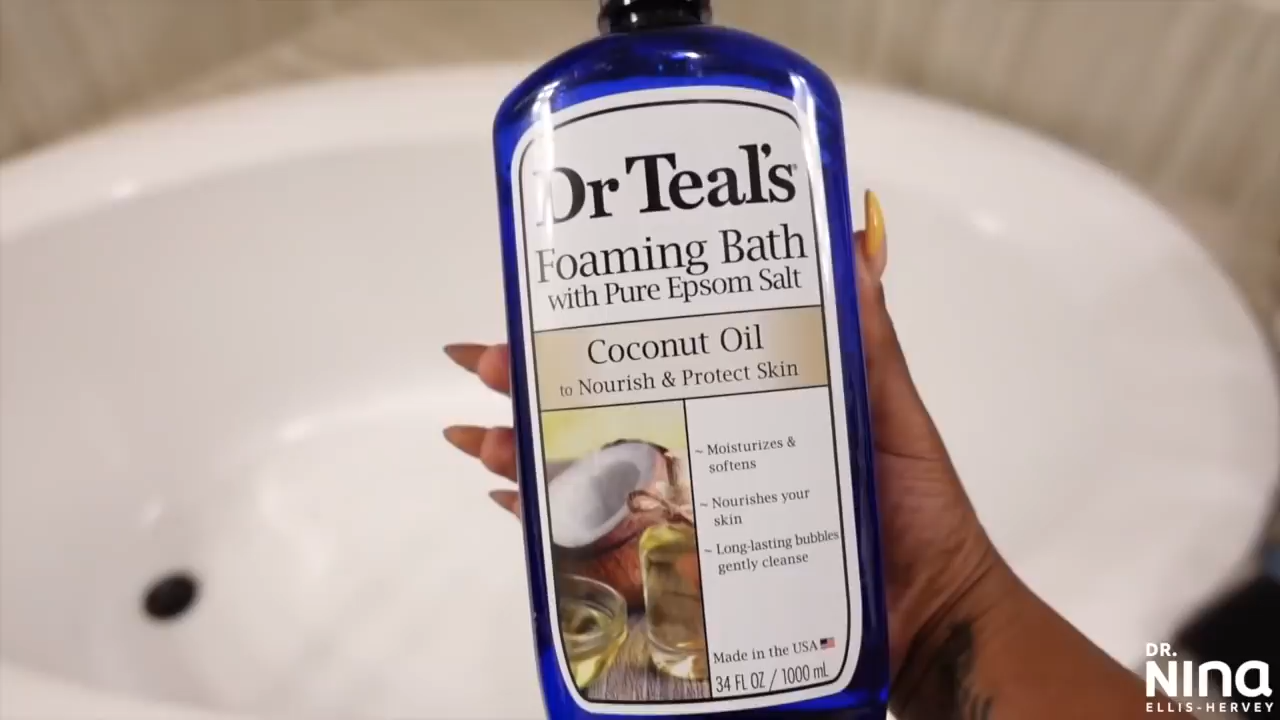 Dr Teal's
Foaming Bath
with Pure Epsom Salt
Coconut Oil
to Nourish & Protect Skin
~ Moisturizes &
softens
~ Nourishes your
skin
~ Long-lasting bubbles
gently cleanse
Made in the USA
34 FL OZ / 1000 mL
DR.
Nina
ELLIS-HERVEY